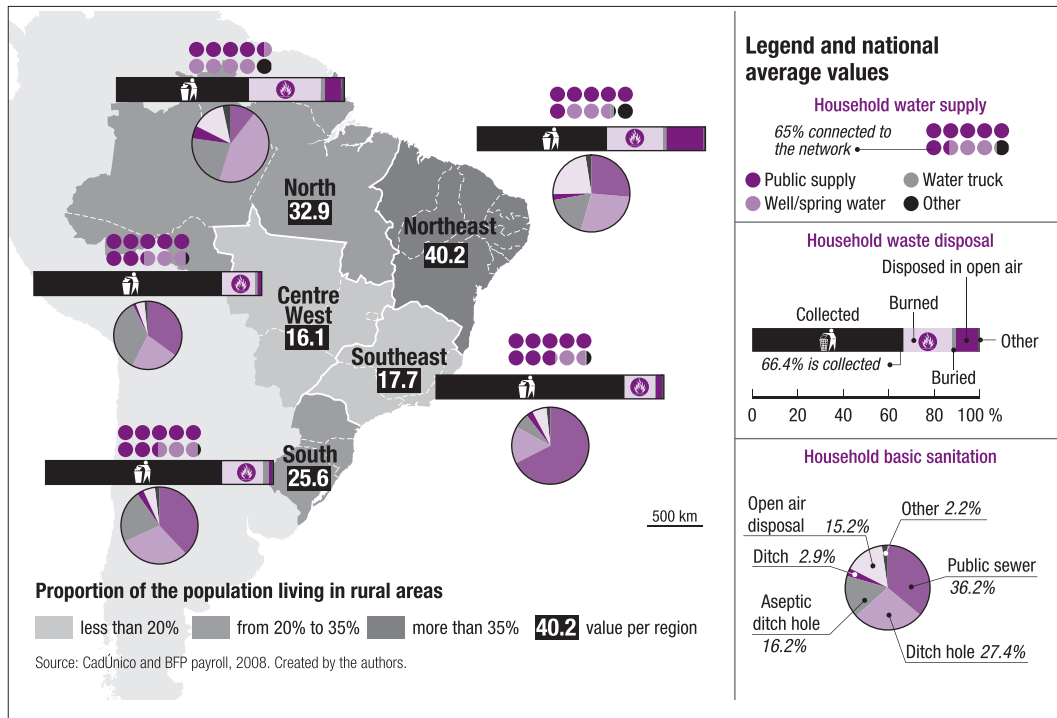 North
32.9
Northeast
40.2
Centre
West
16.1
Southeast
17.7
South
25.6
500 km
Proportion of the population living in rural areas
less than 20%
from 20% to 35%
more than 35%
40.2 value per region
Source: CadÚnico and BFP payroll, 2008. Created by the authors.
Legend and national
average values
Household water supply
65% connected to
the network
Public supply
Water truck
Well/spring water
Other
Household waste disposal
Disposed in open air
Burned
Collected
Other
66.4% is collected
Buried
0 20 40 60 80 100 %
Household basic sanitation
Open air
disposal 15.2%
Other 2.2%
Ditch 2.9%
Public sewer
36.2%
Aseptic
ditch hole
16.2%
Ditch hole 27.4%